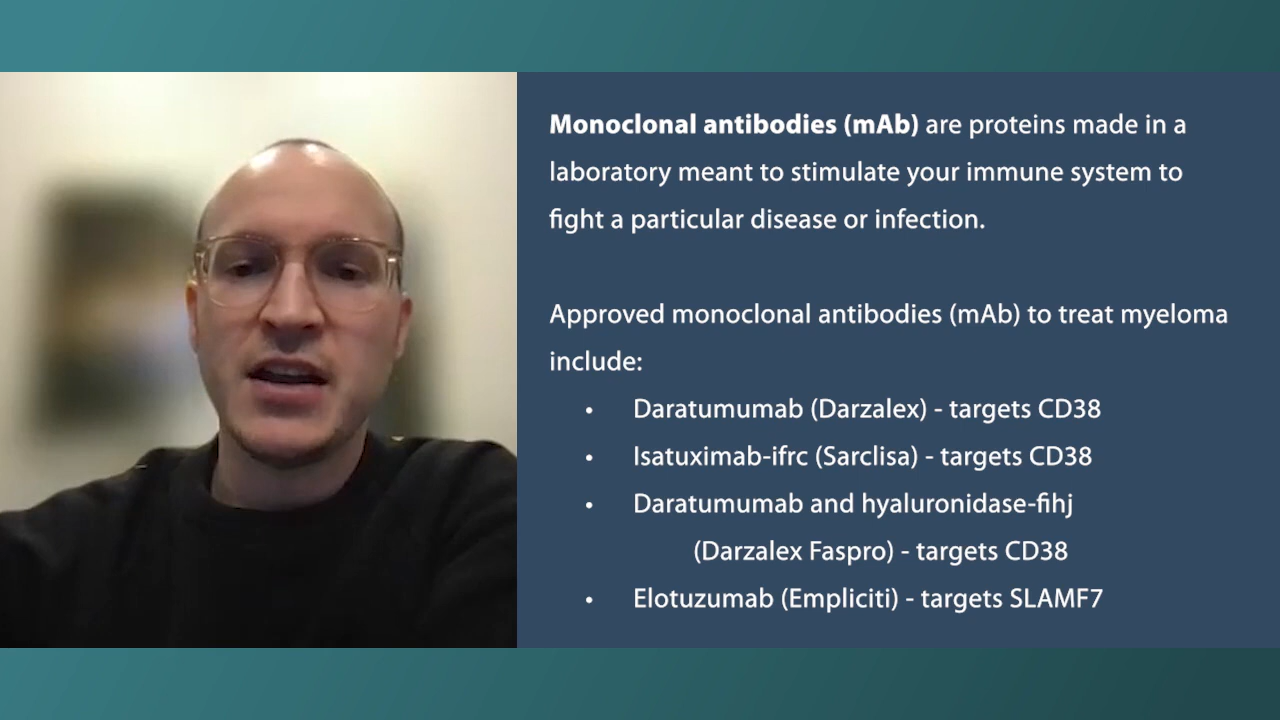 Monoclonal antibodies (mAb) are proteins made in a
laboratory meant to stimulate your immune system to
fight a particular disease or infection.
Approved monoclonal antibodies (mAb) to treat myeloma
include:
• Daratumumab (Darzalex) - targets CD38
• Isatuximab-ifrc (Sarclisa) - targets CD38
• Daratumumab and hyaluronidase-fihj
(Darzalex Faspro) - targets CD38
• Elotuzumab (Empliciti) - targets SLAMF7